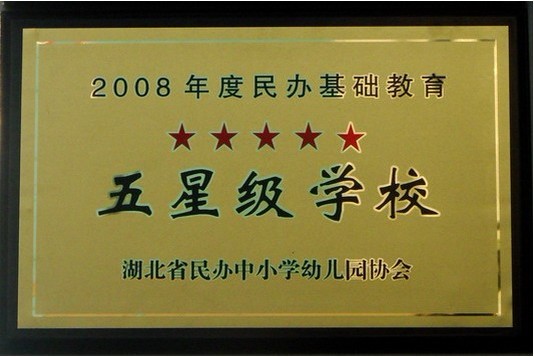 2008年度民办基础教育
★★★★★
五星级学校
湖北省民办中小学幼儿园协会